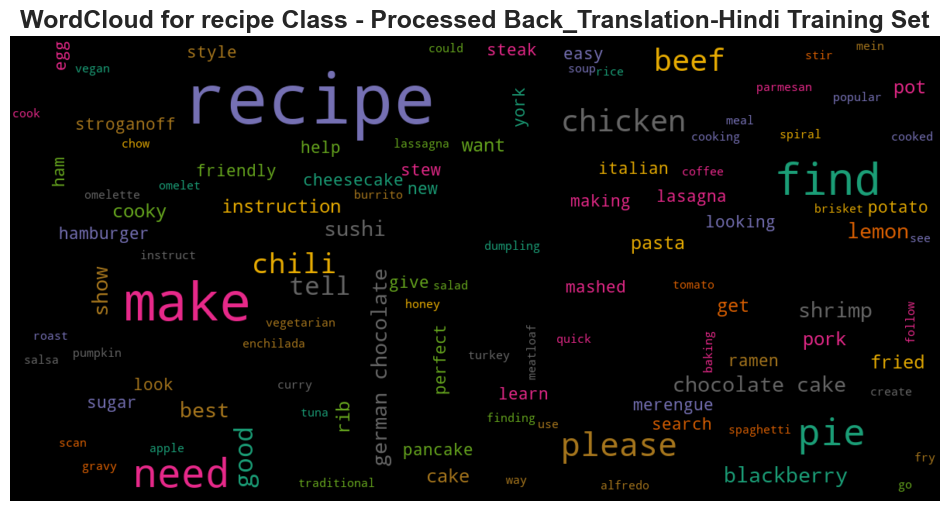 WordCloud for recipe Class - Processed Back_Translation-Hindi Training Set
egg
style
could
steak
easy
beef
stir
mein
vegan
soup
rice
parmesan
pot
popular
recipe
york
chicken
cook
stroganoff
chow
help
lassagna
want
meal
cooking
spiral
cooked
ham
friendly
stew
italian
coffee
find
omelette
omelet
cheesecake
new
burrito
making
lasagna
cooky
instruction
brisket
potato
hamburger
sushi
looking
lemon
see
instruct
chili
dumpling
pasta
show
tell
german chocolate
give
salad
mashed
tomato
make
honey
get
shrimp
follow
vegetarian
roast
enchilada
perfect
meatloaf
quick
baking
pork
salsa
pumpkin
turkey
ramen
fried
look
curry
learn
chocolate cake
create
sugar
best
tuna
rib
finding
use
merengue
search
spaghetti
pie
scan
apple
good
pancake
please
gravy
need
traditional
cake
way
alfredo
blackberry
fry
go